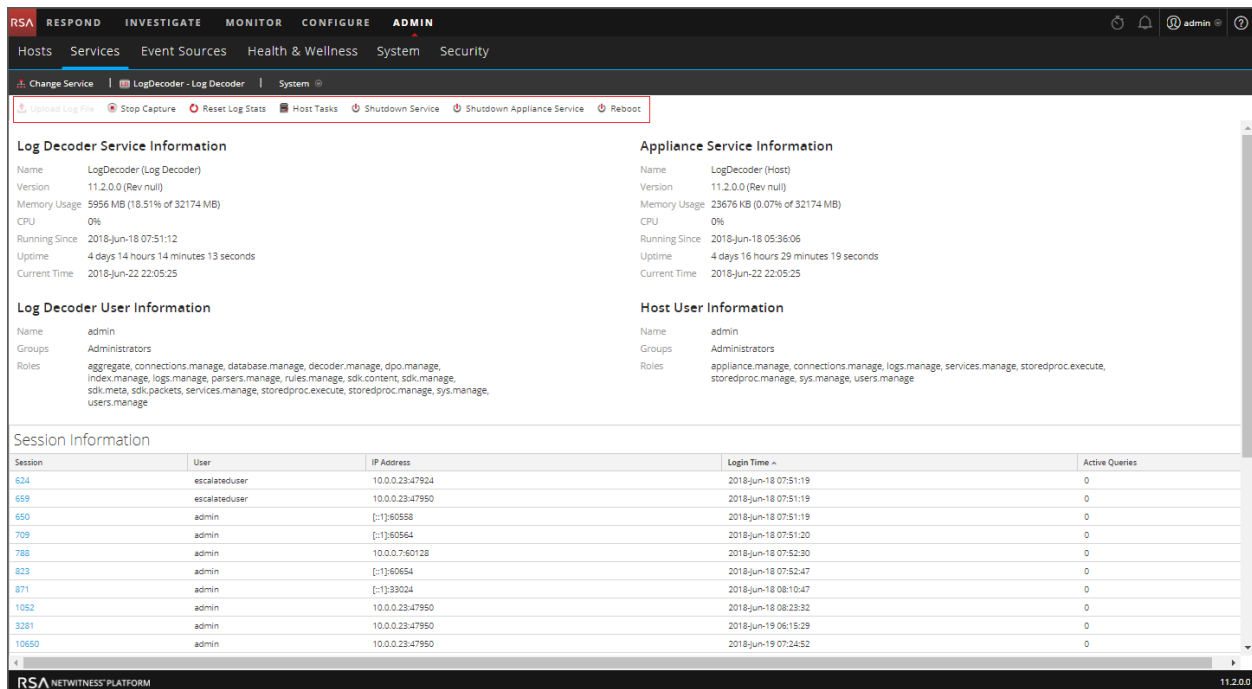 RSA RESPOND INVESTIGATE MONITOR CONFIGURE ADMIN admin
Hosts Services Event Sources Health & Wellness System Security
Change Service | LogDecoder - Log Decoder | System
Upload Log File Stop Capture Reset Log Stats Host Tasks Shutdown Service Shutdown Appliance Service Reboot
Log Decoder Service Information
Name LogDecoder (Log Decoder)
Version 11.2.0.0 (Rev null)
Memory Usage 5956 MB (18.51% of 32174 MB)
CPU 0%
Running Since 2018-Jun-18 07:51:12
Uptime 4 days 14 hours 14 minutes 13 seconds
Current Time 2018-Jun-22 22:05:25
Appliance Service Information
Name LogDecoder (Host)
Version 11.2.0.0 (Rev null)
Memory Usage 23676 KB (0.07% of 32174 MB)
CPU 0%
Running Since 2018-Jun-18 05:36:06
Uptime 4 days 16 hours 29 minutes 19 seconds
Current Time 2018-Jun-22 22:05:25
Log Decoder User Information
Name admin
Groups Administrators
Roles aggregate, connections.manage, database.manage, decoder.manage, dpo.manage,
index.manage, logs.manage, parsers.manage, rules.manage, sdk.content, sdk.manage,
sdk.meta, sdk.packets, services.manage, storedproc.execute, storedproc.manage, sys.manage,
users.manage
Host User Information
Name admin
Groups Administrators
Roles appliance.manage, connections.manage, logs.manage, services.manage, storedproc.execute,
storedproc.manage, sys.manage, users.manage
Session Information
Session User IP Address Login Time Active Queries
624 escalateduser 10.0.0.23:47924 2018-Jun-18 07:51:19 0
659 escalateduser 10.0.0.23:47950 2018-Jun-18 07:51:19 0
650 admin [::1]:60558 2018-Jun-18 07:51:19 0
709 admin [::1]:60564 2018-Jun-18 07:51:20 0
788 admin 10.0.0.7:60128 2018-Jun-18 07:52:30 0
823 admin [::1]:60654 2018-Jun-18 07:52:47 0
871 admin [::1]:33024 2018-Jun-18 08:10:47 0
1052 admin 10.0.0.23:47950 2018-Jun-18 08:23:32 0
3281 admin 10.0.0.23:47950 2018-Jun-19 06:15:29 0
10650 admin 10.0.0.23:47950 2018-Jun-19 07:24:52 0
RSA NETWITNESS® PLATFORM 11.2.0.0